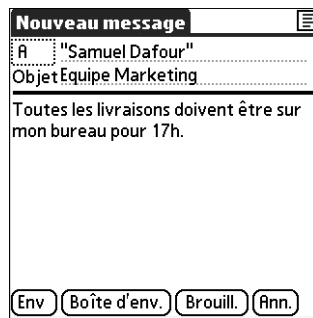 Nouveau message
A "Samuel Dafour"
Objet Equipe Marketing
Toutes les livraisons doivent être sur
mon bureau pour 17h.
Env Boîte d'env. Brouill. Ann.